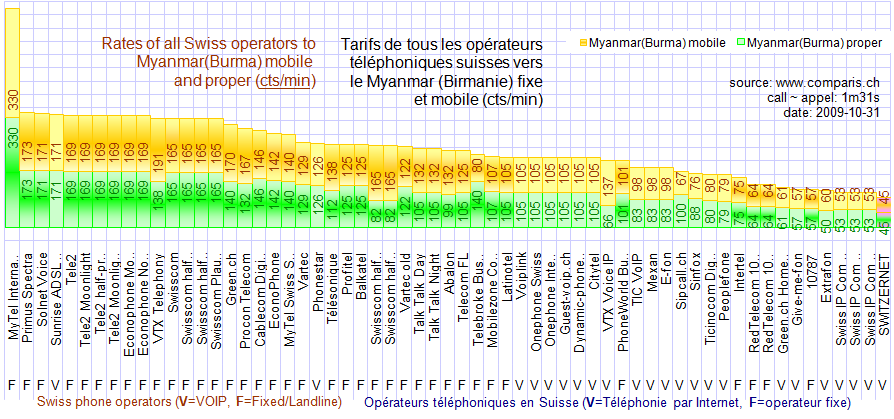 Rates of all Swiss operators to
Myanmar(Burma) mobile
and proper (cts/min)
Tarifs de tous les opérateurs
téléphoniques suisses vers
le Myanmar (Birmanie) fixe
et mobile (cts/min)
Myanmar(Burma) mobile Myanmar(Burma) proper
source: www.comparis.ch
call ~ appel: 1m31s
date: 2009-10-31
330 173 171 171 169 169 169 169 169 169 191 165 165 165 165 70 167 146 142 140 129 126 138 125 125 165 165 122 132 132 132 125 80 107 105 105 105 105 105 105 105 137 101 98 98 98 67 76 80 79 75 64 64 61 57 57 60 53 53 53 45
330 173 171 171 169 169 169 169 169 169 138 165 165 165 165 140 132 146 142 140 129 126 112 125 125 82 82 122 105 105 99 125 140 107 105 105 105 105 105 105 105 66 101 83 83 83 100 88 80 79 75 64 64 61 57 57 50 53 53 53 45
MyTel Interna..
Primus Spectra
Solnet Voice
Sunrise ADSL ..
Tele2
Tele2 Moonlight
Tele2 half-pr..
Tele2 Moonlig..
Econophone Mo..
Econophone No..
VTX Telephony
Swisscom
Swisscom half..
Swisscom half..
Swisscom Plau..
Green.ch
Procon Telecom
Cablecom Digi..
EconoPhone
MyTel Swiss S..
Vartec
Phonestar
Télésonique
Profitel
Balkatel
Swisscom half..
Swisscom half..
Vartec old
Talk Talk Day
Talk Talk Night
Abalon
Telecom FL
Telebroke Bus..
Mobilezone Co..
Latinotel
Voiplink
Onephone Swiss
Onephone Inte..
Guest-voip.ch
Dynamic-phone..
Citytel
VTX Voice IP
PhoneWorld Bu..
TIC VoIP
Mexan
E-fon
Sipcall.ch
Sinfox
Ticinocom Dig..
Peoplefone
Intertel
RedTelecom 10..
RedTelecom 10..
Green.ch Home..
Give-me-fon
10787
Extrafon
Swiss IP Com ..
Swiss IP Com ..
Swiss IP Com ..
SWITZERNET
F F F V F F F F F F F F F F F F F F F F F V F F F F F F F F F F F F F V V V V V V V F V V V V V V V F F F V V F V V V V V
Swiss phone operators (V=VOIP, F=Fixed/Landline) Opérateurs téléphoniques en Suisse (V=Téléphonie par Internet, F=operateur fixe)